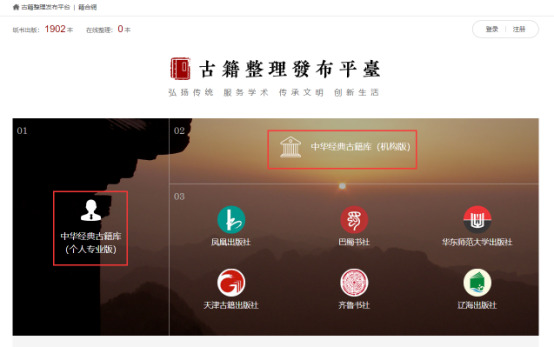 古籍整理发布平台 | 籍合网
纸书出版： 1902 本 在线整理： 0 本
登录 | 注册
古籍整理發布平臺
弘扬传统 服务学术 传承文明 创新生活
01
中华经典古籍库
（个人专业版）
02
中华经典古籍库（机构版）
03
凤凰出版社
巴蜀书社
华东师范大学出版社
天津古籍出版社
齐鲁书社
辽海出版社